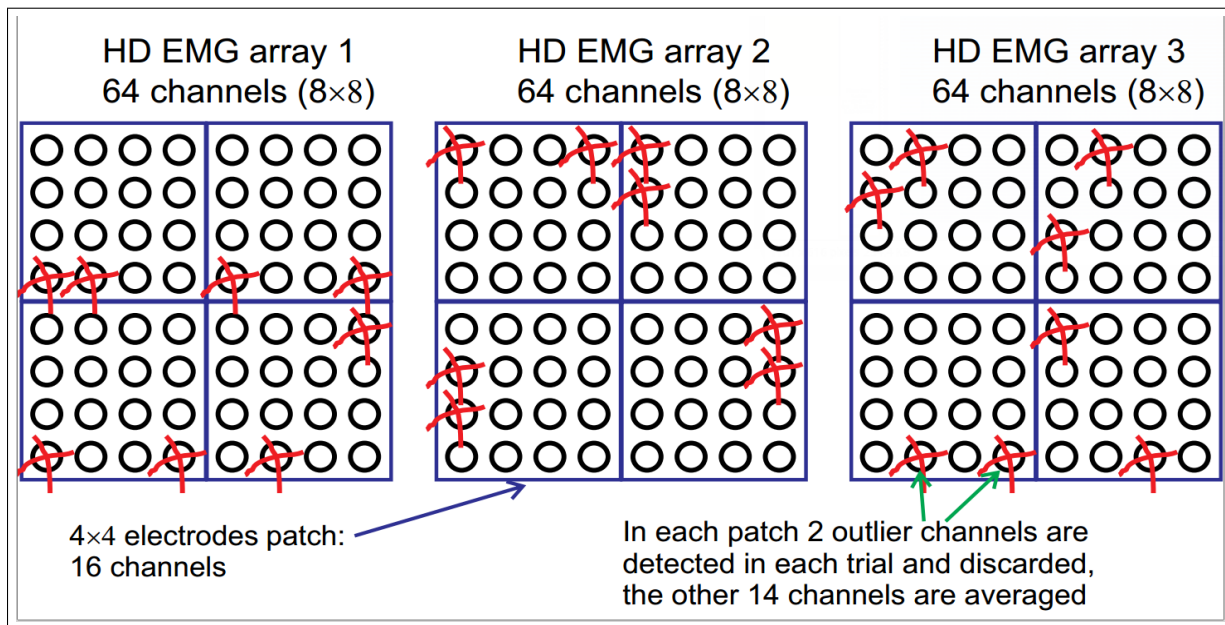 HD EMG array 1
64 channels (8×8)
HD EMG array 2
64 channels (8×8)
HD EMG array 3
64 channels (8×8)
4×4 electrodes patch:
16 channels
In each patch 2 outlier channels are
detected in each trial and discarded,
the other 14 channels are averaged